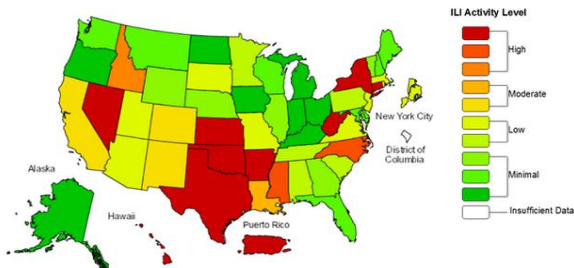 ILI Activity Level
High
Moderate
Low
Minimal
Insufficient Data
New York City
District of
Columbia
Alaska
Hawaii
Puerto Rico